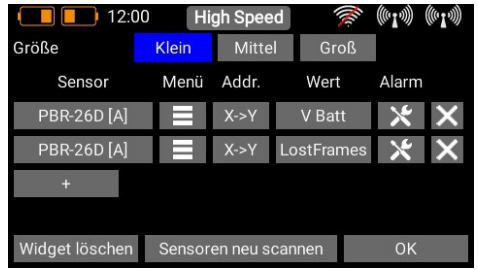 12:00 High Speed
Größe Klein Mittel Groß
Sensor Menü Addr. Wert Alarm
PBR-26D [A] X->Y V Batt
PBR-26D [A] X->Y LostFrames
+
Widget löschen Sensoren neu scannen OK